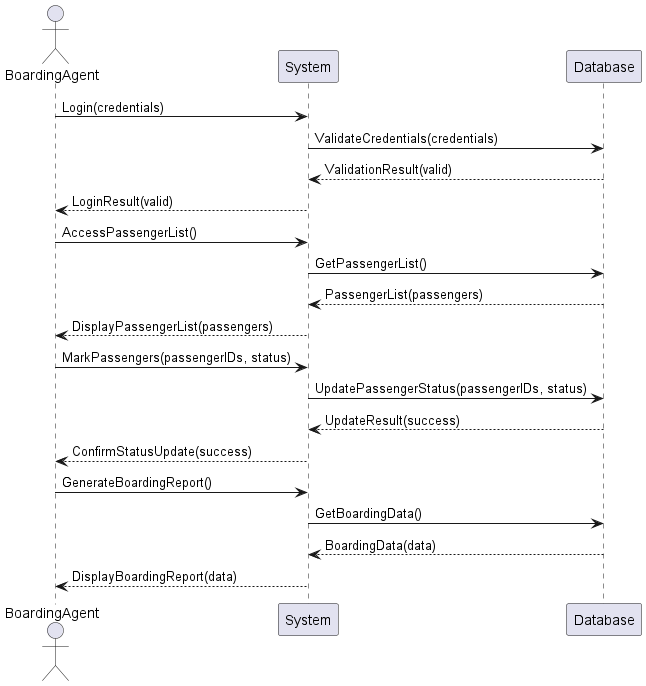 BoardingAgent
System
Database
Login(credentials)
ValidateCredentials(credentials)
ValidationResult(valid)
LoginResult(valid)
AccessPassengerList()
GetPassengerList()
PassengerList(passengers)
DisplayPassengerList(passengers)
MarkPassengers(passengerIDs, status)
UpdatePassengerStatus(passengerIDs, status)
UpdateResult(success)
ConfirmStatusUpdate(success)
GenerateBoardingReport()
GetBoardingData()
BoardingData(data)
DisplayBoardingReport(data)
BoardingAgent
System
Database